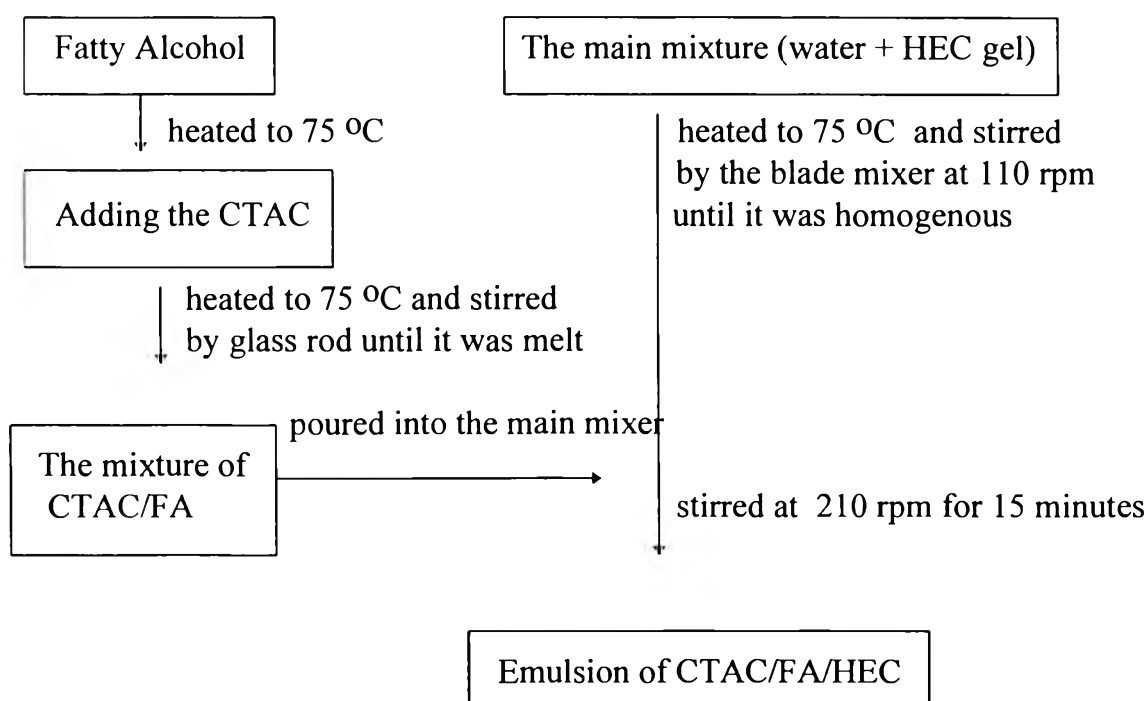 Fatty Alcohol
The main mixture (water + HEC gel)
heated to 75 ºC
heated to 75 ºC and stirred
by the blade mixer at 110 rpm
until it was homogenous
Adding the CTAC
heated to 75 ºC and stirred
by glass rod until it was melt
poured into the main mixer
The mixture of
CTAC/FA
stirred at 210 rpm for 15 minutes
Emulsion of CTAC/FA/HEC